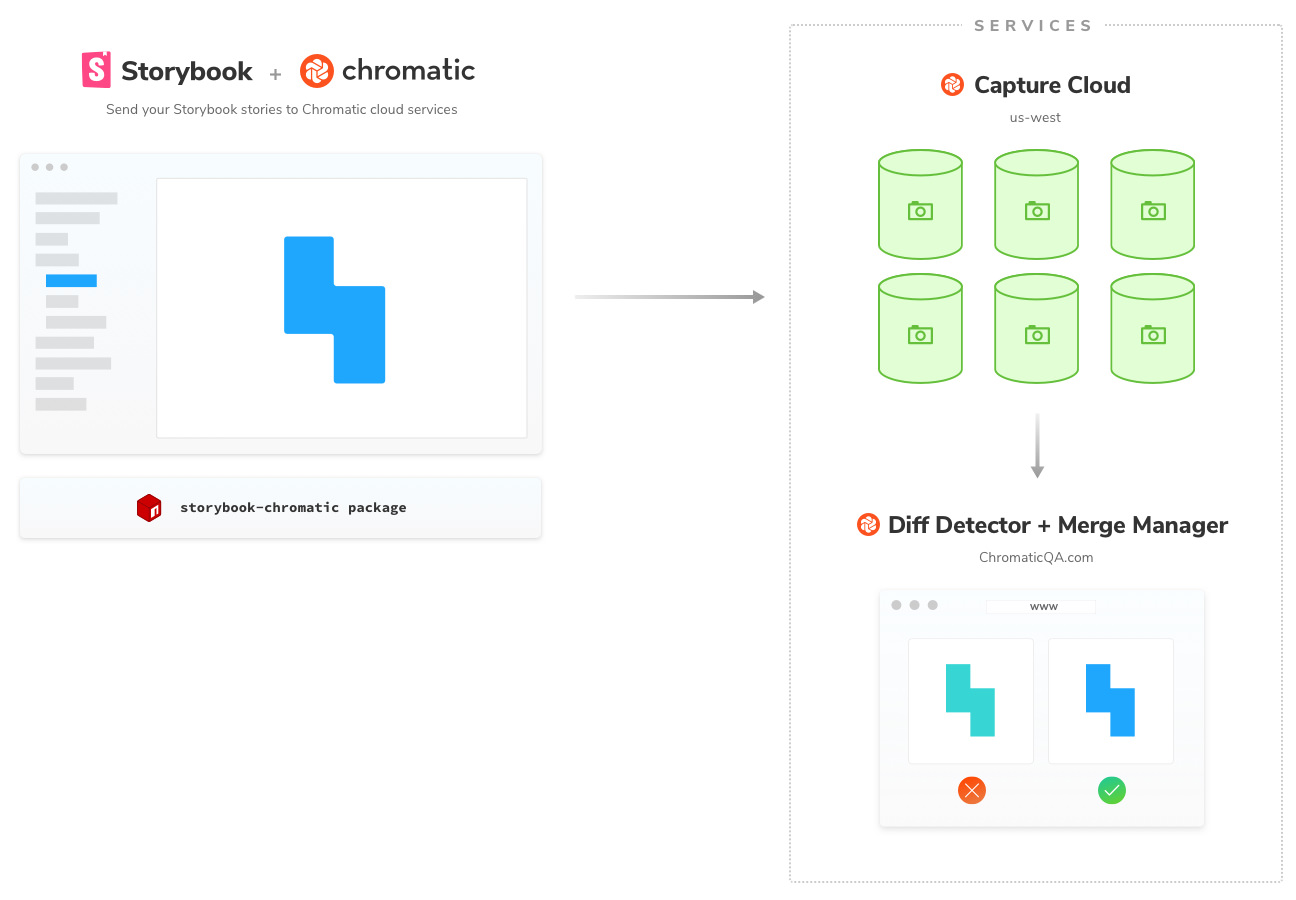 Storybook + chromatic
Send your Storybook stories to Chromatic cloud services
storybook-chromatic package
SERVICES
Capture Cloud
us-west
Diff Detector + Merge Manager
ChromaticQA.com
www